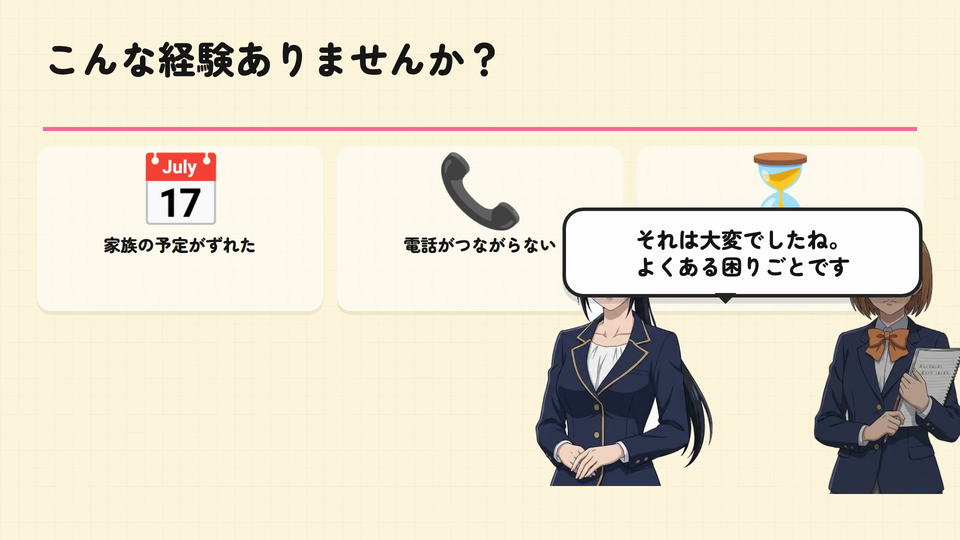 こんな経験ありませんか？
July
17
家族の予定がずれた
電話がつながらない
それは大変でしたね。
よくある困りごとです